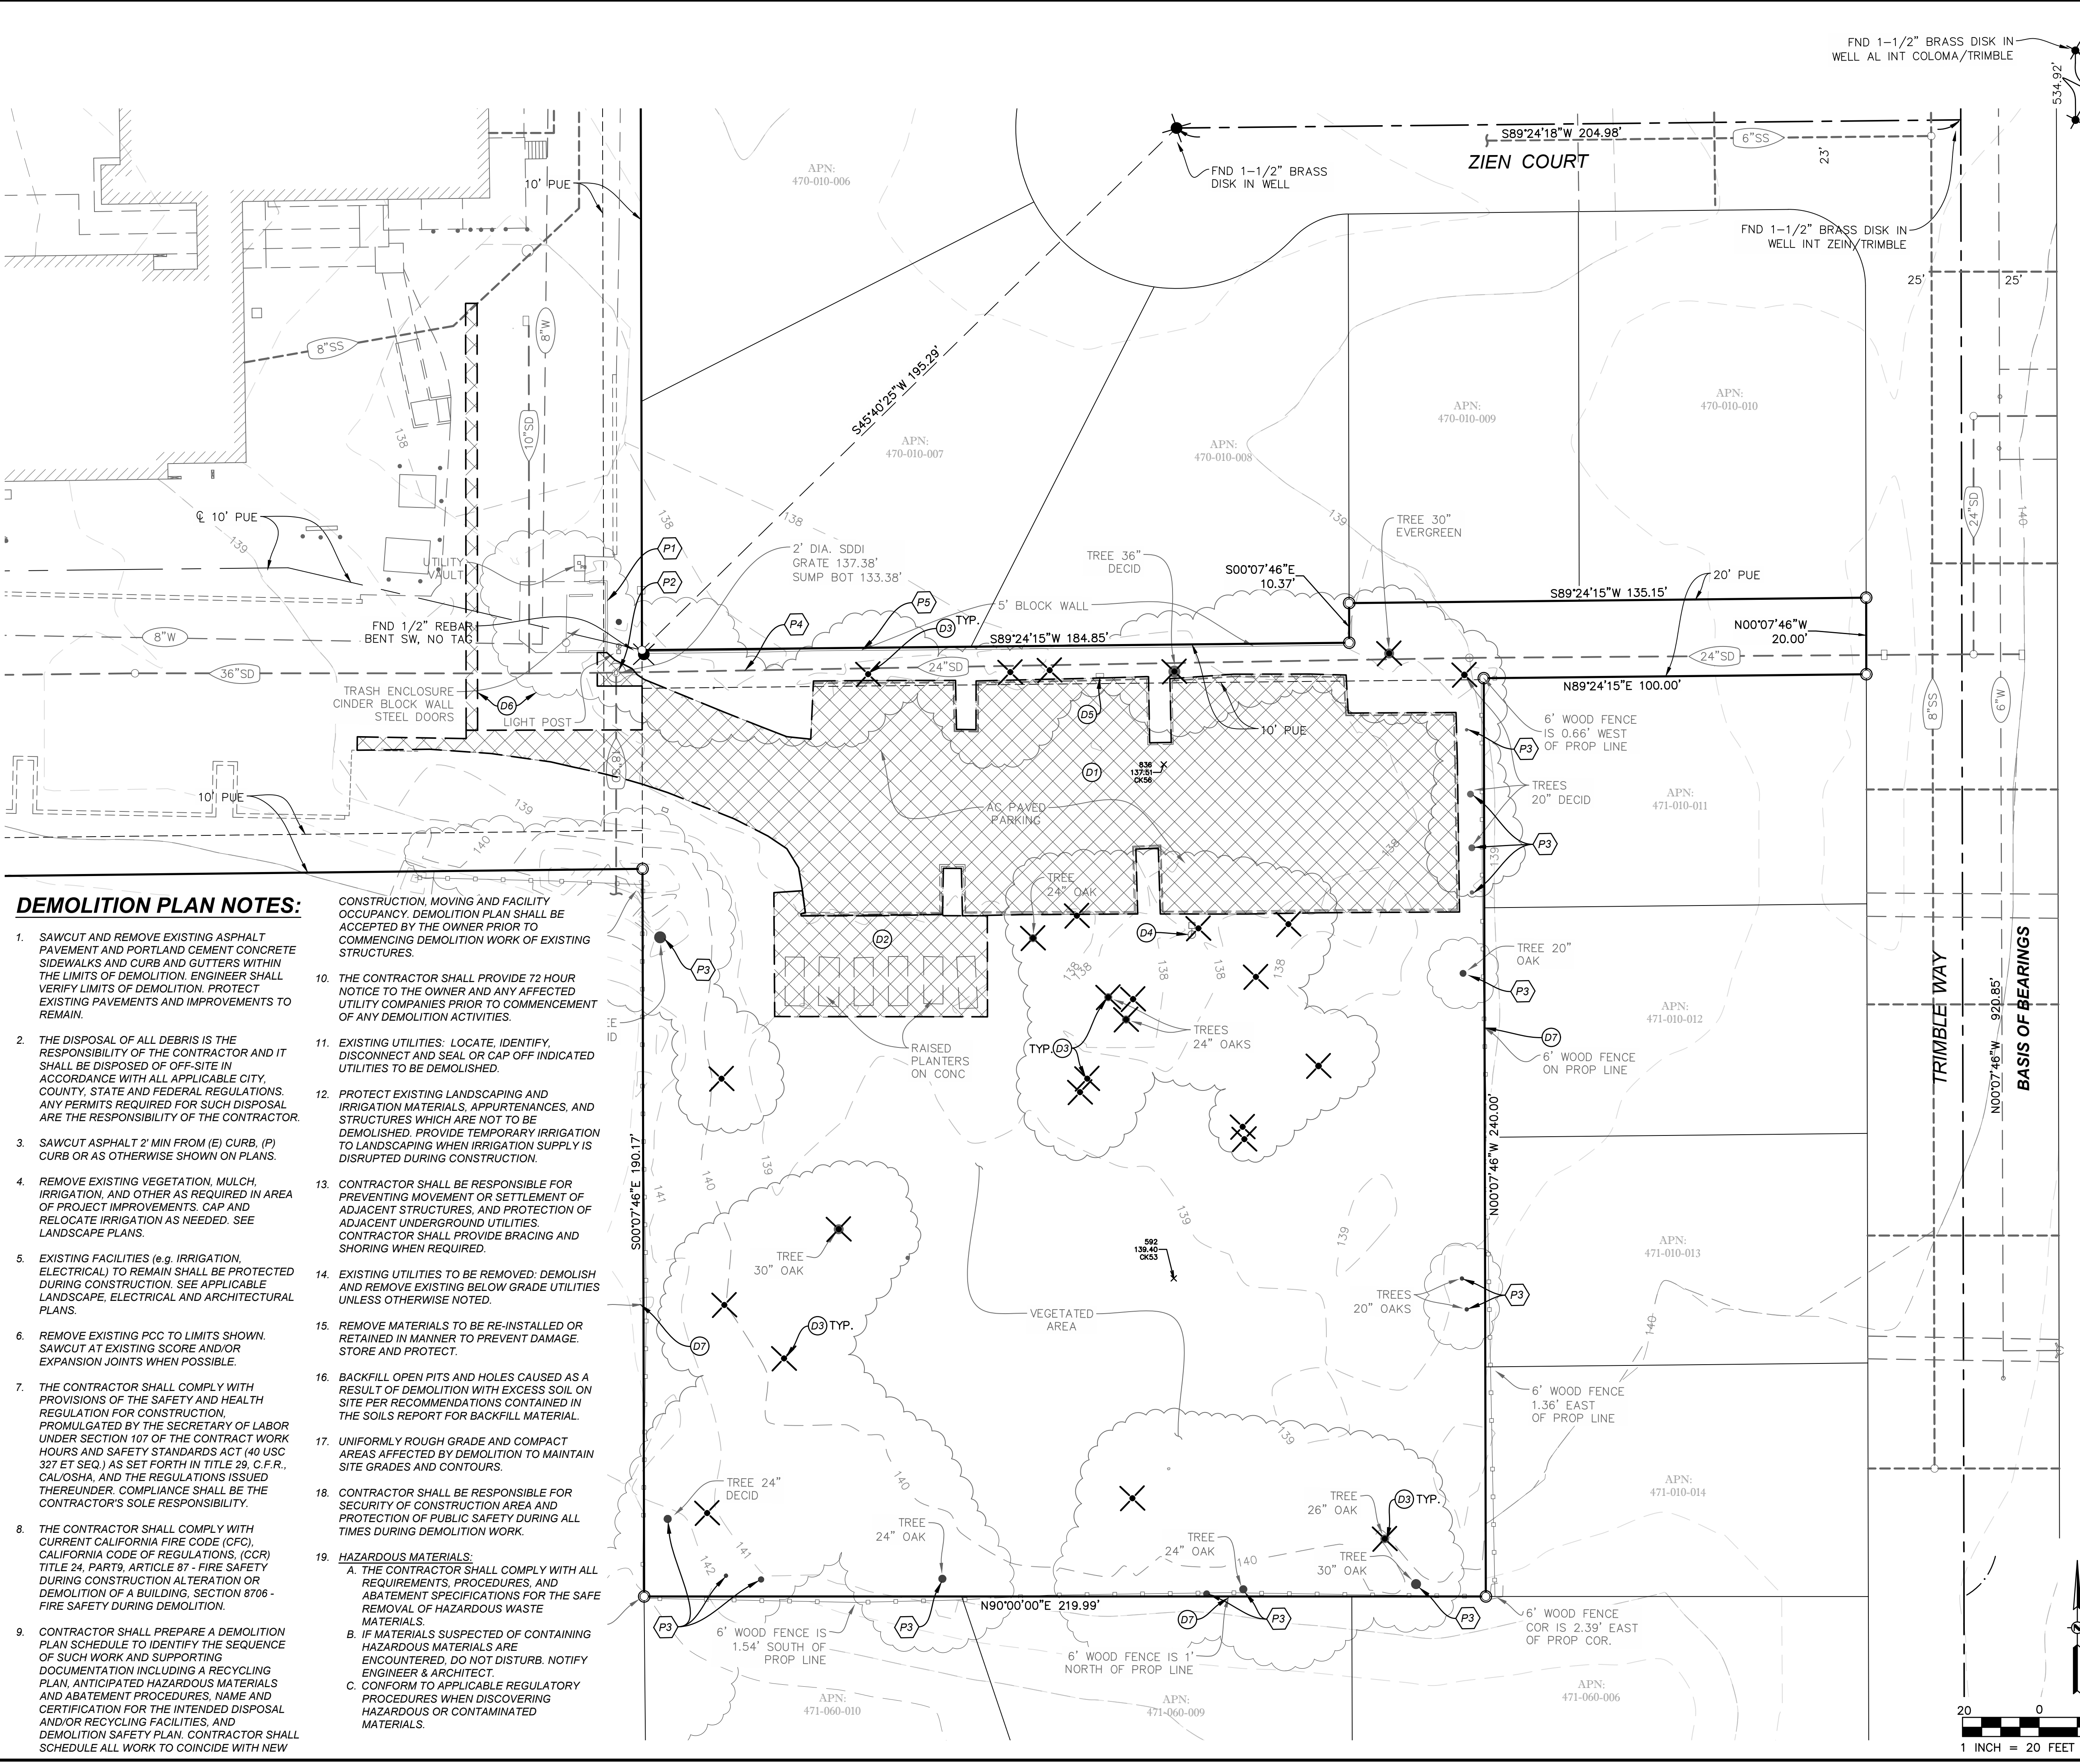 FND 1-1/2" BRASS DISK IN
WELL AL INT COLOMA/TRIMBLE
534.92'
S89°24'18"W 204.98'
6"SS
23'
ZIEN COURT
FND 1-1/2" BRASS
DISK IN WELL
APN:
470-010-006
10' PUE
FND 1-1/2" BRASS DISK IN
WELL INT ZEIN/TRIMBLE
25'
25'
8"SS
8"W
10"SD
138
S45°40'25"W 195.29'
APN:
470-010-007
APN:
470-010-008
APN:
470-010-009
APN:
470-010-010
℄ 10' PUE
139
138
138
139
24"SD
140
UTILITY
VAULT
P1
P2
2' DIA. SDDI
GRATE 137.38'
SUMP BOT 133.38'
TREE 36"
DECID
TREE 30"
EVERGREEN
S00°07'46"E
10.37'
20' PUE
S89°24'15"W 135.15'
N00°07'46"W
20.00'
FND 1/2" REBAR
BENT SW, NO TAG
8"W
36"SD
P4
P5
D3
TYP.
5' BLOCK WALL
S89°24'15"W 184.85'
24"SD
24"SD
N89°24'15"E 100.00'
TRASH ENCLOSURE
CINDER BLOCK WALL
STEEL DOORS
D6
LIGHT POST
D5
10' PUE
8"SS
6"W
6' WOOD FENCE
IS 0.66' WEST
OF PROP LINE
P3
18"SD
D1
836
137.51
CK56
AC PAVED
PARKING
TREES
20" DECID
P3
APN:
471-010-011
10' PUE
139
140
138
139
TREE
24" OAK
D2
D4
P3
138
138
138
138
138
TREE 20"
OAK
P3
APN:
471-010-012
D7
6' WOOD FENCE
ON PROP LINE
RAISED
PLANTERS
ON CONC
TYP.
D3
TREES
24" OAKS
TRIMBLE WAY
N00°07'46"W 920.85'
BASIS OF BEARINGS
S00°07'46"E 190.17'
N00°07'46"W 240.00'
141
140
139
139
139
TREE
30" OAK
592
139.40
CK53
VEGETATED
AREA
TREES
20" OAKS
P3
APN:
471-010-013
140
D7
D3
TYP.
6' WOOD FENCE
1.36' EAST
OF PROP LINE
139
140
TREE 24"
DECID
TREE
24" OAK
142
141
TREE
24" OAK
140
TREE
26" OAK
D3
TYP.
TREE
30" OAK
APN:
471-010-014
N90°00'00"E 219.99'
P3
6' WOOD FENCE IS
1.54' SOUTH OF
PROP LINE
P3
D7
P3
P3
6' WOOD FENCE IS 1'
NORTH OF PROP LINE
6' WOOD FENCE
COR IS 2.39' EAST
OF PROP COR.
APN:
471-060-010
APN:
471-060-009
APN:
471-060-006
20
0
1 INCH = 20 FEET
DEMOLITION PLAN NOTES:
1. SAWCUT AND REMOVE EXISTING ASPHALT
PAVEMENT AND PORTLAND CEMENT CONCRETE
SIDEWALKS AND CURB AND GUTTERS WITHIN
THE LIMITS OF DEMOLITION. ENGINEER SHALL
VERIFY LIMITS OF DEMOLITION. PROTECT
EXISTING PAVEMENTS AND IMPROVEMENTS TO
REMAIN.
2. THE DISPOSAL OF ALL DEBRIS IS THE
RESPONSIBILITY OF THE CONTRACTOR AND IT
SHALL BE DISPOSED OF OFF-SITE IN
ACCORDANCE WITH ALL APPLICABLE CITY,
COUNTY, STATE AND FEDERAL REGULATIONS.
ANY PERMITS REQUIRED FOR SUCH DISPOSAL
ARE THE RESPONSIBILITY OF THE CONTRACTOR.
3. SAWCUT ASPHALT 2' MIN FROM (E) CURB, (P)
CURB OR AS OTHERWISE SHOWN ON PLANS.
4. REMOVE EXISTING VEGETATION, MULCH,
IRRIGATION, AND OTHER AS REQUIRED IN AREA
OF PROJECT IMPROVEMENTS. CAP AND
RELOCATE IRRIGATION AS NEEDED. SEE
LANDSCAPE PLANS.
5. EXISTING FACILITIES (e.g. IRRIGATION,
ELECTRICAL) TO REMAIN SHALL BE PROTECTED
DURING CONSTRUCTION. SEE APPLICABLE
LANDSCAPE, ELECTRICAL AND ARCHITECTURAL
PLANS.
6. REMOVE EXISTING PCC TO LIMITS SHOWN.
SAWCUT AT EXISTING SCORE AND/OR
EXPANSION JOINTS WHEN POSSIBLE.
7. THE CONTRACTOR SHALL COMPLY WITH
PROVISIONS OF THE SAFETY AND HEALTH
REGULATION FOR CONSTRUCTION,
PROMULGATED BY THE SECRETARY OF LABOR
UNDER SECTION 107 OF THE CONTRACT WORK
HOURS AND SAFETY STANDARDS ACT (40 USC
327 ET SEQ.) AS SET FORTH IN TITLE 29, C.F.R.,
CAL/OSHA, AND THE REGULATIONS ISSUED
THEREUNDER. COMPLIANCE SHALL BE THE
CONTRACTOR'S SOLE RESPONSIBILITY.
8. THE CONTRACTOR SHALL COMPLY WITH
CURRENT CALIFORNIA FIRE CODE (CFC),
CALIFORNIA CODE OF REGULATIONS, (CCR)
TITLE 24, PART9, ARTICLE 87 - FIRE SAFETY
DURING CONSTRUCTION ALTERATION OR
DEMOLITION OF A BUILDING, SECTION 8706 -
FIRE SAFETY DURING DEMOLITION.
9. CONTRACTOR SHALL PREPARE A DEMOLITION
PLAN SCHEDULE TO IDENTIFY THE SEQUENCE
OF SUCH WORK AND SUPPORTING
DOCUMENTATION INCLUDING A RECYCLING
PLAN, ANTICIPATED HAZARDOUS MATERIALS
AND ABATEMENT PROCEDURES, NAME AND
CERTIFICATION FOR THE INTENDED DISPOSAL
AND/OR RECYCLING FACILITIES, AND
DEMOLITION SAFETY PLAN. CONTRACTOR SHALL
SCHEDULE ALL WORK TO COINCIDE WITH NEW
CONSTRUCTION, MOVING AND FACILITY
OCCUPANCY. DEMOLITION PLAN SHALL BE
ACCEPTED BY THE OWNER PRIOR TO
COMMENCING DEMOLITION WORK OF EXISTING
STRUCTURES.
10. THE CONTRACTOR SHALL PROVIDE 72 HOUR
NOTICE TO THE OWNER AND ANY AFFECTED
UTILITY COMPANIES PRIOR TO COMMENCEMENT
OF ANY DEMOLITION ACTIVITIES.
11. EXISTING UTILITIES: LOCATE, IDENTIFY,
DISCONNECT AND SEAL OR CAP OFF INDICATED
UTILITIES TO BE DEMOLISHED.
12. PROTECT EXISTING LANDSCAPING AND
IRRIGATION MATERIALS, APPURTENANCES, AND
STRUCTURES WHICH ARE NOT TO BE
DEMOLISHED. PROVIDE TEMPORARY IRRIGATION
TO LANDSCAPING WHEN IRRIGATION SUPPLY IS
DISRUPTED DURING CONSTRUCTION.
13. CONTRACTOR SHALL BE RESPONSIBLE FOR
PREVENTING MOVEMENT OR SETTLEMENT OF
ADJACENT STRUCTURES, AND PROTECTION OF
ADJACENT UNDERGROUND UTILITIES.
CONTRACTOR SHALL PROVIDE BRACING AND
SHORING WHEN REQUIRED.
14. EXISTING UTILITIES TO BE REMOVED: DEMOLISH
AND REMOVE EXISTING BELOW GRADE UTILITIES
UNLESS OTHERWISE NOTED.
15. REMOVE MATERIALS TO BE RE-INSTALLED OR
RETAINED IN MANNER TO PREVENT DAMAGE.
STORE AND PROTECT.
16. BACKFILL OPEN PITS AND HOLES CAUSED AS A
RESULT OF DEMOLITION WITH EXCESS SOIL ON
SITE PER RECOMMENDATIONS CONTAINED IN
THE SOILS REPORT FOR BACKFILL MATERIAL.
17. UNIFORMLY ROUGH GRADE AND COMPACT
AREAS AFFECTED BY DEMOLITION TO MAINTAIN
SITE GRADES AND CONTOURS.
18. CONTRACTOR SHALL BE RESPONSIBLE FOR
SECURITY OF CONSTRUCTION AREA AND
PROTECTION OF PUBLIC SAFETY DURING ALL
TIMES DURING DEMOLITION WORK.
19. HAZARDOUS MATERIALS:
A. THE CONTRACTOR SHALL COMPLY WITH ALL
REQUIREMENTS, PROCEDURES, AND
ABATEMENT SPECIFICATIONS FOR THE SAFE
REMOVAL OF HAZARDOUS WASTE
MATERIALS.
B. IF MATERIALS SUSPECTED OF CONTAINING
HAZARDOUS MATERIALS ARE
ENCOUNTERED, DO NOT DISTURB. NOTIFY
ENGINEER & ARCHITECT.
C. CONFORM TO APPLICABLE REGULATORY
PROCEDURES WHEN DISCOVERING
HAZARDOUS OR CONTAMINATED
MATERIALS.